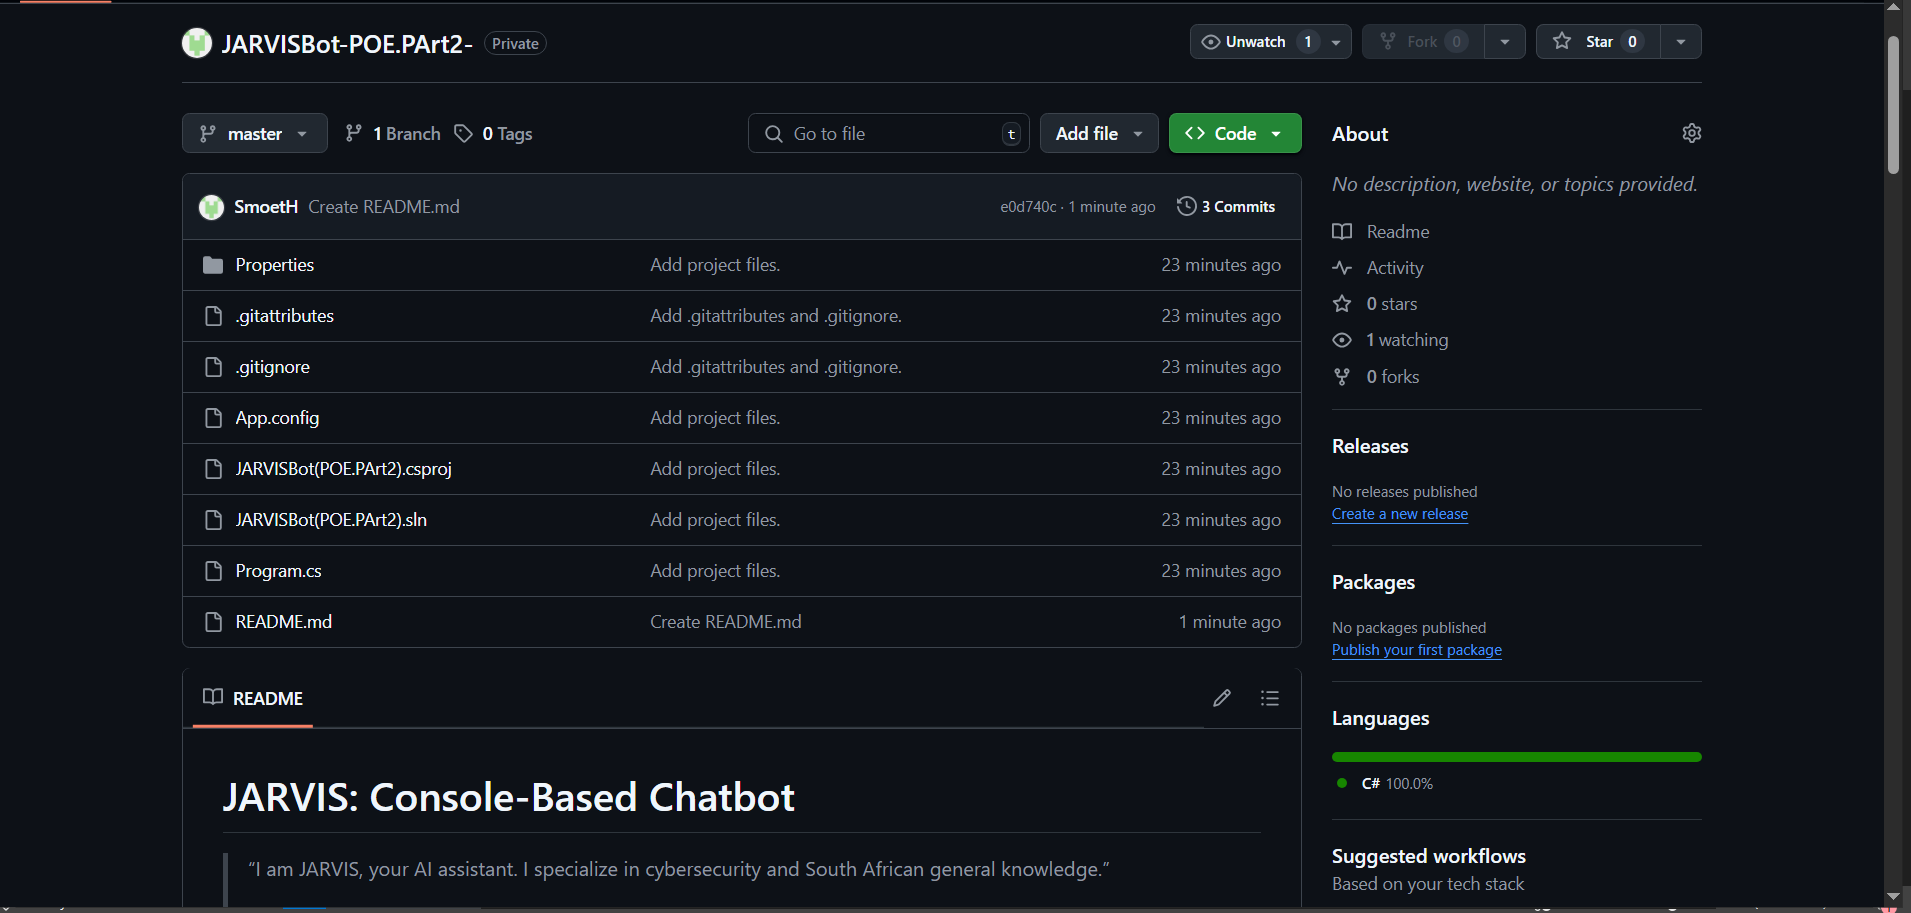 JARVISBot-POE.PArt2- Private
Unwatch 1
Fork 0
Star 0
master
1 Branch
0 Tags
Go to file t
Add file
Code
SmoetH Create README.md e0d740c · 1 minute ago 3 Commits
Properties Add project files. 23 minutes ago
.gitattributes Add .gitattributes and .gitignore. 23 minutes ago
.gitignore Add .gitattributes and .gitignore. 23 minutes ago
App.config Add project files. 23 minutes ago
JARVISBot(POE.PArt2).csproj Add project files. 23 minutes ago
JARVISBot(POE.PArt2).sln Add project files. 23 minutes ago
Program.cs Add project files. 23 minutes ago
README.md Create README.md 1 minute ago
README
JARVIS: Console-Based Chatbot
“I am JARVIS, your AI assistant. I specialize in cybersecurity and South African general knowledge.”
About
No description, website, or topics provided.
Readme
Activity
0 stars
1 watching
0 forks
Releases
No releases published
Create a new release
Packages
No packages published
Publish your first package
Languages
C# 100.0%
Suggested workflows
Based on your tech stack